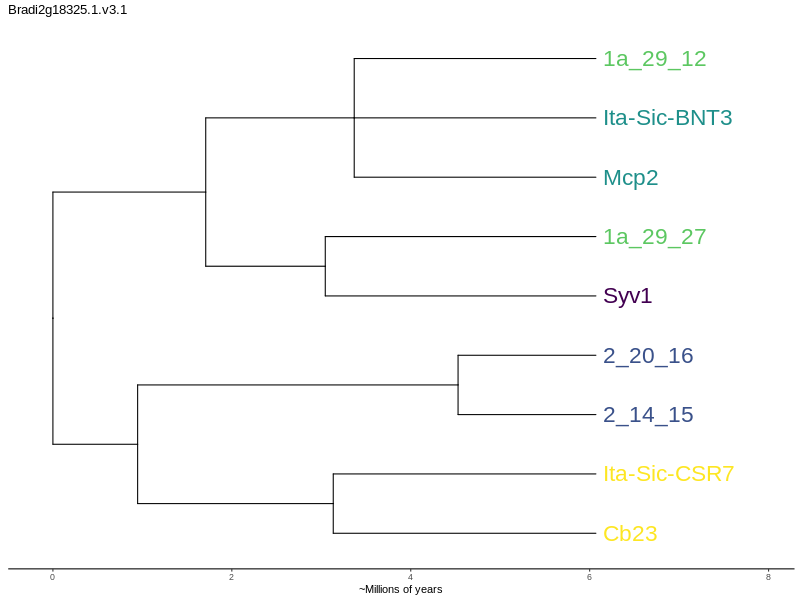 Bradi2g18325.1.v3.1
1a_29_12
Ita-Sic-BNT3
Mcp2
1a_29_27
Syv1
2_20_16
2_14_15
Ita-Sic-CSR7
Cb23
0 2 4 6 8
~Millions of years